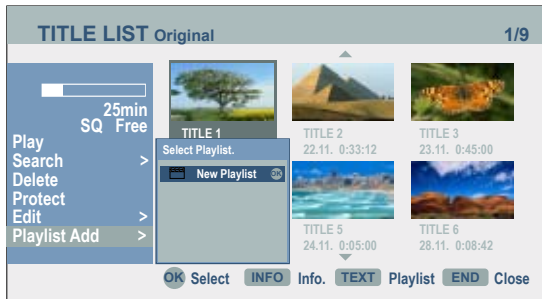 TITLE LIST Original 1/9
25min
SQ Free
Play
Search >
Delete
Protect
Edit >
Playlist Add >
TITLE 1
TITLE 2
22.11. 0:33:12
TITLE 3
23.11. 0:45:00
Select Playlist.
New Playlist OK
TITLE 5
24.11. 0:05:00
TITLE 6
28.11. 0:08:42
OK Select INFO Info. TEXT Playlist END Close